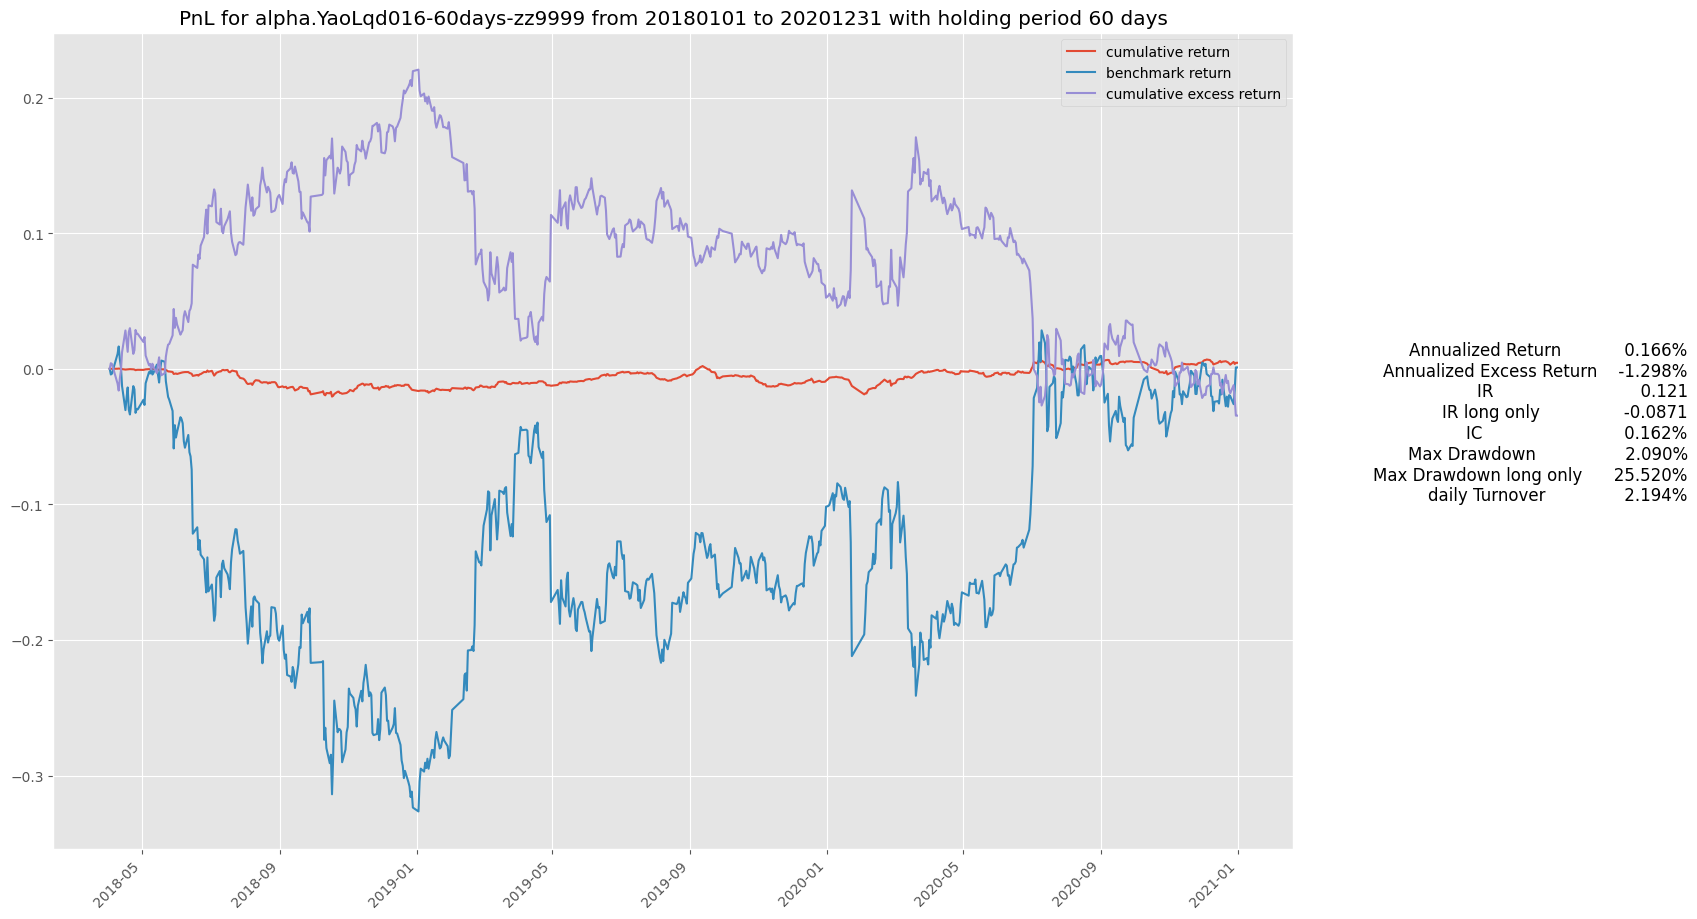 PnL for alpha.YaoLqd016-60days-zz9999 from 20180101 to 20201231 with holding period 60 days
cumulative return
benchmark return
cumulative excess return
0.2
0.1
0.0
−0.1
−0.2
−0.3
2018-05
2018-09
2019-01
2019-05
2019-09
2020-01
2020-05
2020-09
2021-01
Annualized Return 0.166%
Annualized Excess Return -1.298%
IR 0.121
IR long only -0.0871
IC 0.162%
Max Drawdown 2.090%
Max Drawdown long only 25.520%
daily Turnover 2.194%